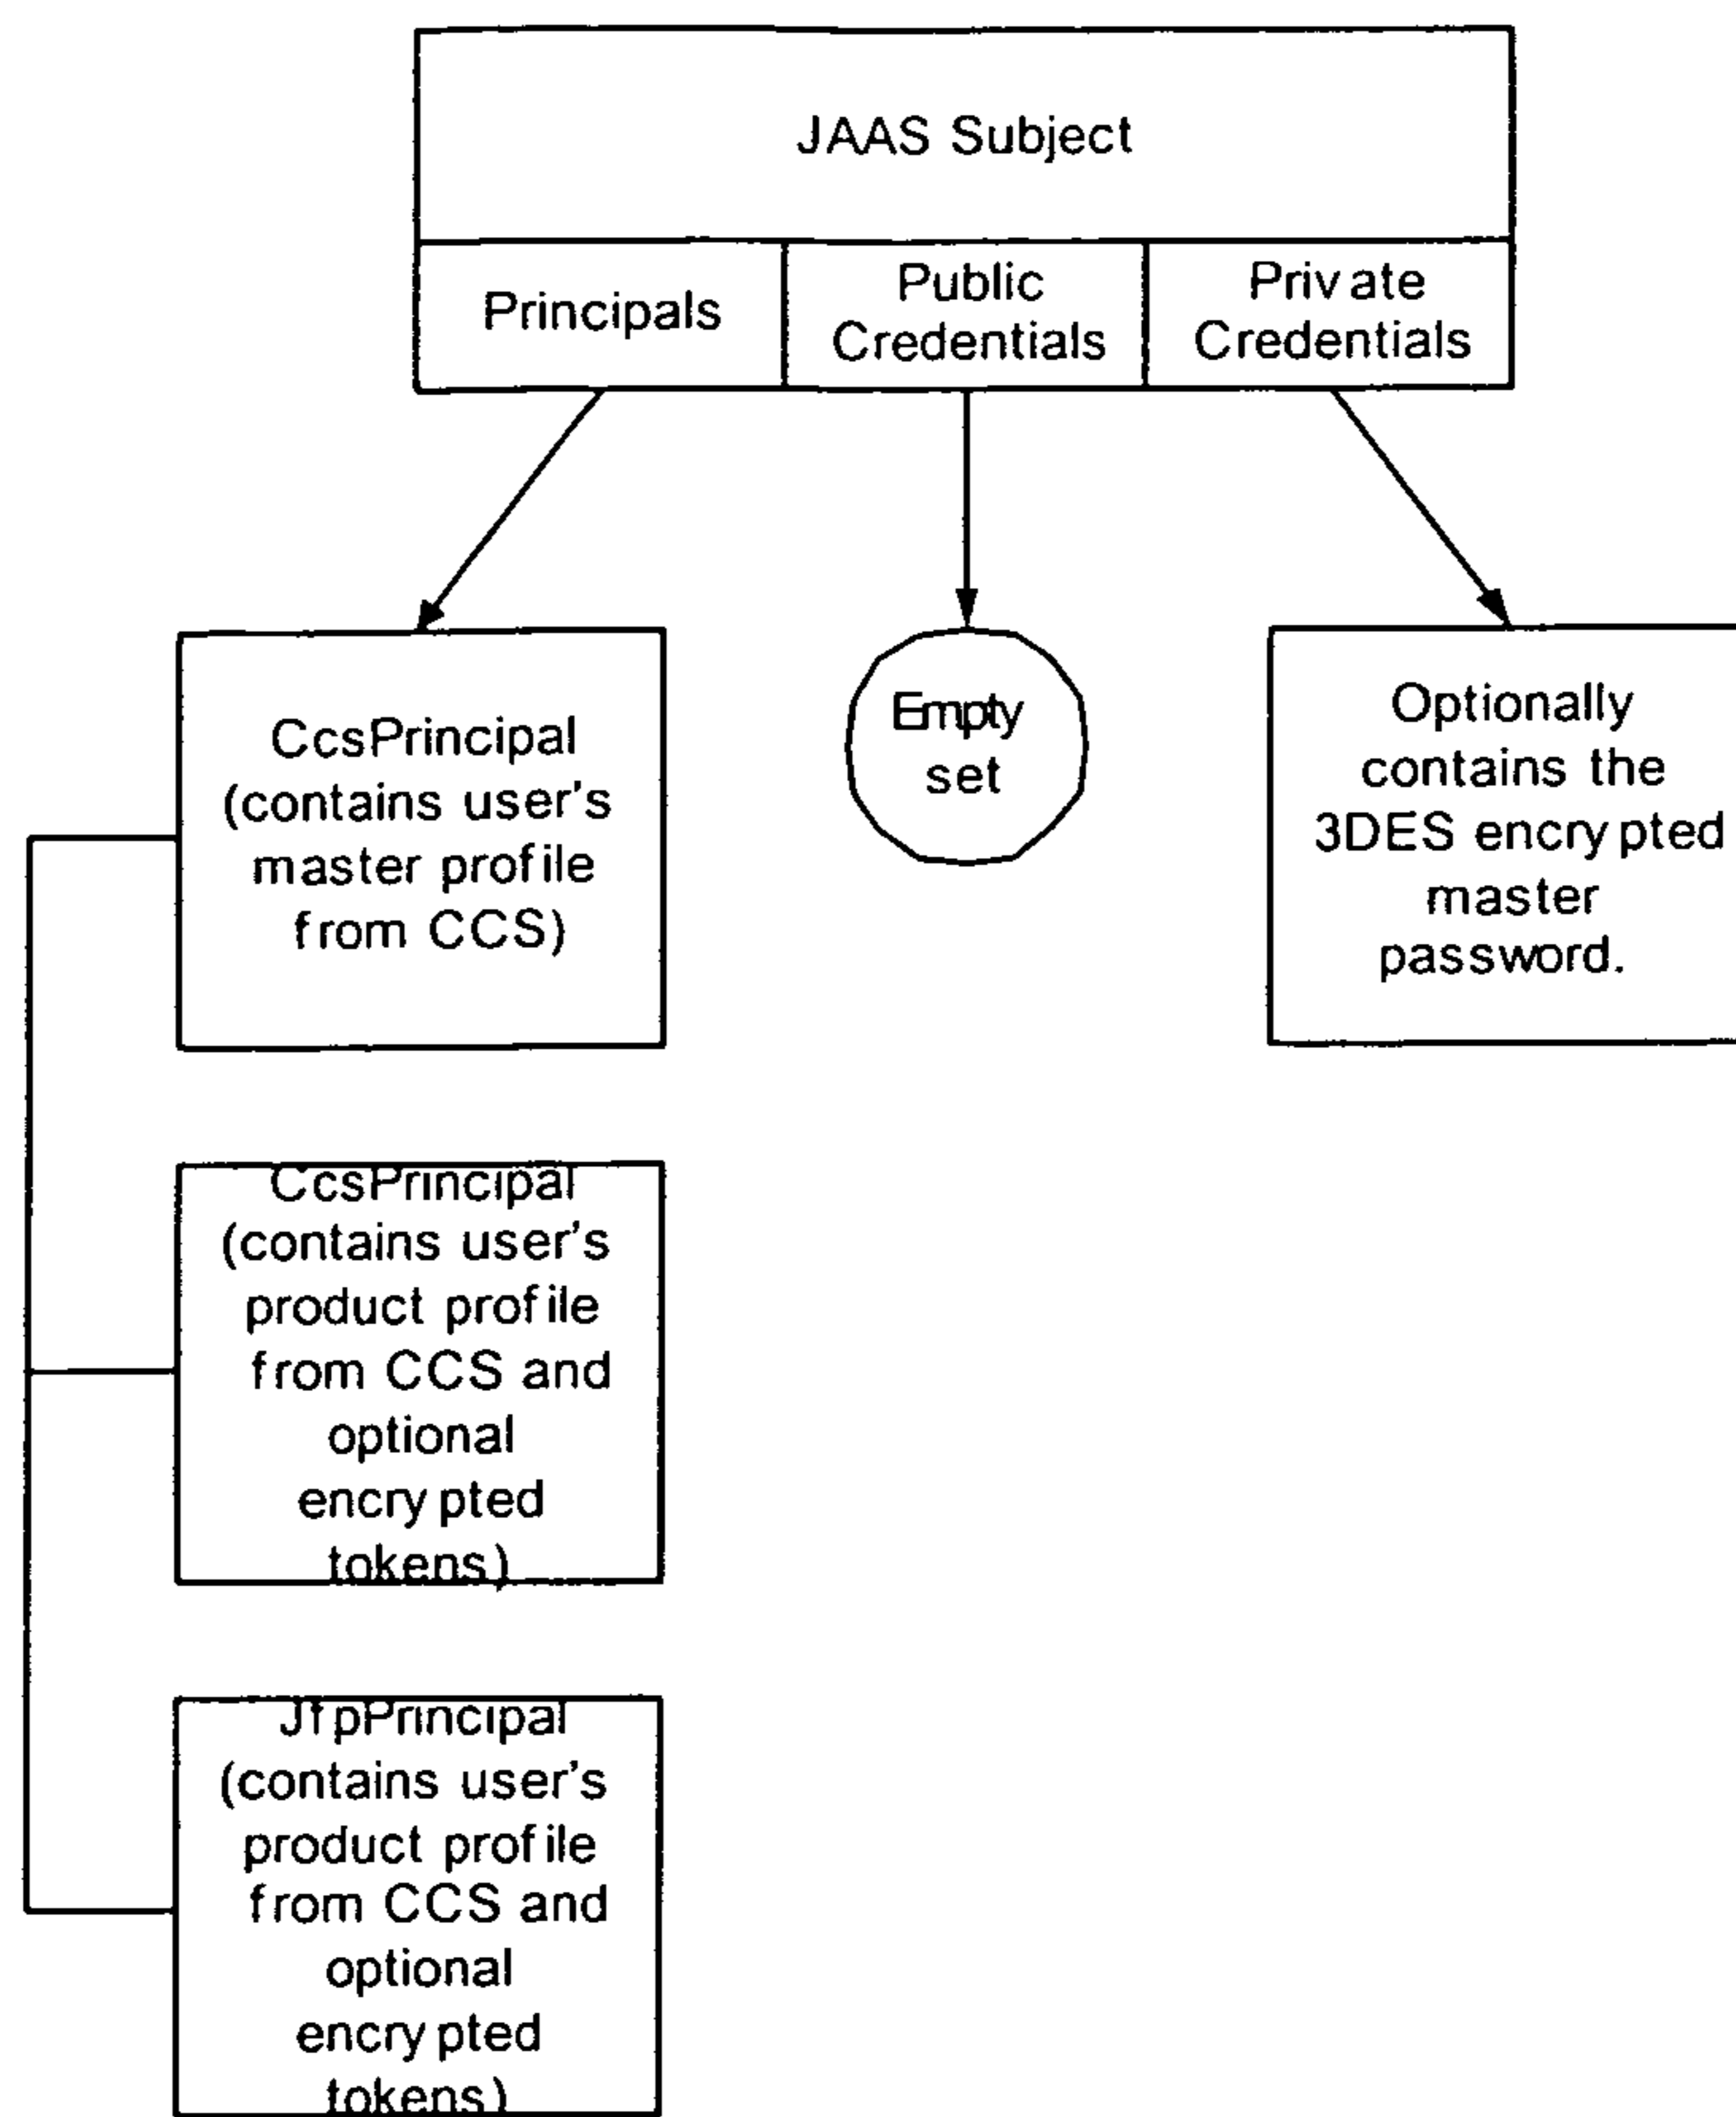 JAAS Subject
Principals
Public
Credentials
Private
Credentials
CcsPrincipal
(contains user's
master profile
from CCS)
Empty
set
Optionally
contains the
3DES encrypted
master
password.
CcsPrincipal
(contains user's
product profile
from CCS and
optional
encrypted
tokens)
JfpPrincipal
(contains user's
product profile
from CCS and
optional
encrypted
tokens)